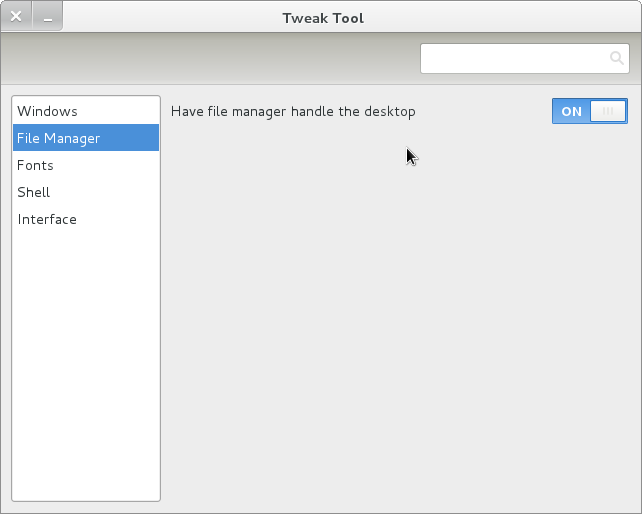 Tweak Tool
Windows
File Manager
Fonts
Shell
Interface
Have file manager handle the desktop
ON